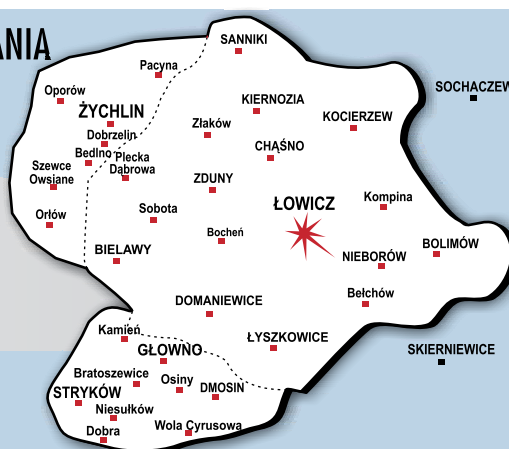 ANIA
SANNIKI
Pacyna
Oporów
SOCHACZEW
KIERNOZIA
ŻYCHLIN
KOCIERZEW
Złaków
Dobrzelin
CHĄŚNO
Bedlno
Plecka
Dąbrowa
Szewce
Owsiane
ZDUNY
Kompina
ŁOWICZ
Sobota
Orłów
Bocheń
BOLIMÓW
BIELAWY
NIEBORÓW
Bełchów
DOMANIEWICE
Kamień
ŁYSZKOWICE
GŁOWNO
SKIERNIEWICE
Bratoszewice
Osiny
DMOSIN
STRYKÓW
Niesułków
Wola Cyrusowa
Dobra